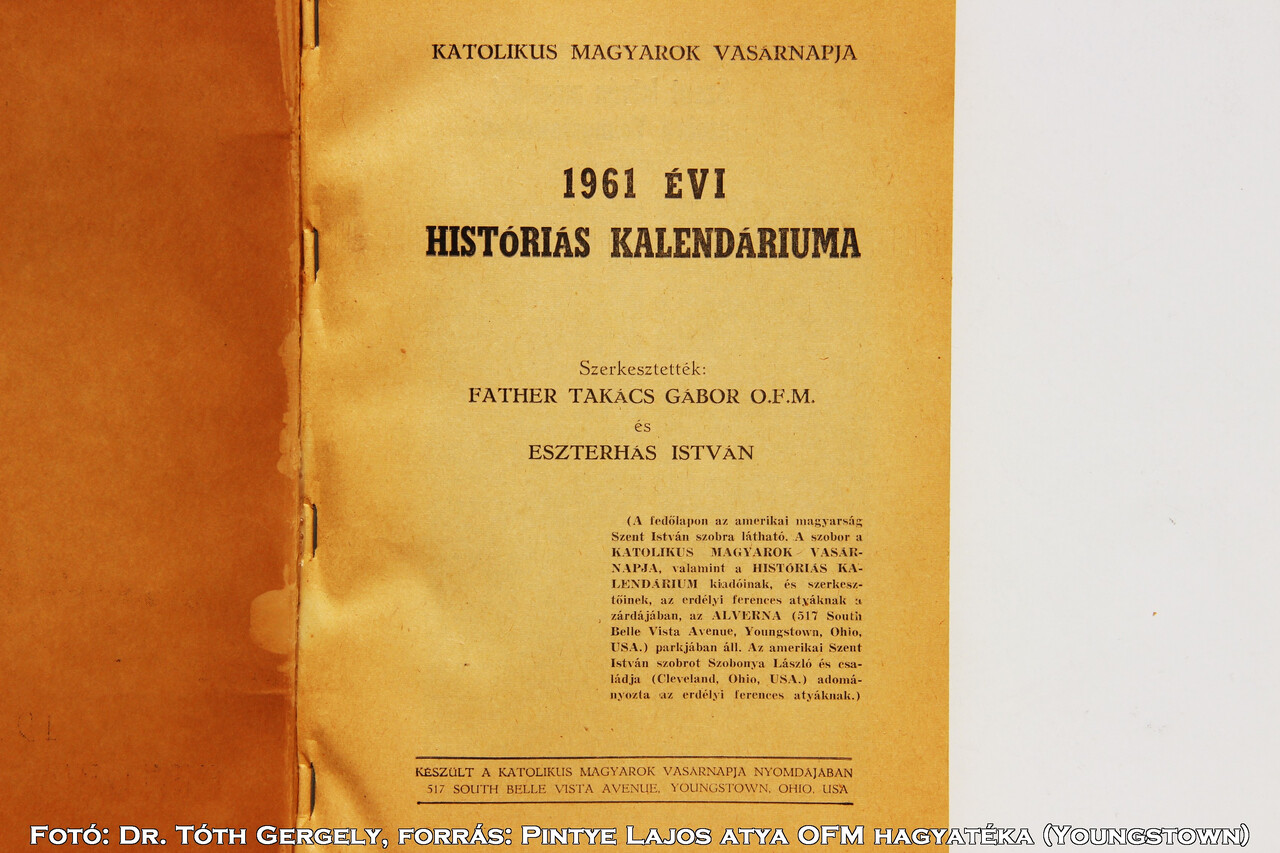 KATOLIKUS MAGYAROK VASÁRNAPJA
1961 ÉVI
HISTÓRIÁS KALENDÁRIUMA
Szerkesztették:
FATHER TAKÁCS GÁBOR O.F.M.
és
ESZTERHÁS ISTVÁN
(A fedőlapon az amerikai magyarság
Szent István szobra látható. A szobor a
KATOLIKUS MAGYAROK VASÁR-
NAPJA, valamint a HISTÓRIÁS KA-
LENDÁRIUM kiadóinak, és szerkesz-
tőinek, az erdélyi ferences atyáknak a
zárdájában, az ALVERNA (517 South
Belle Vista Avenue, Youngstown, Ohio,
USA.) parkjában áll. Az amerikai Szent
István szobrot Szobonya László és csa-
ládja (Cleveland, Ohio, USA.) adomá-
nyozta az erdélyi ferences atyáknak.)
KÉSZÜLT A KATOLIKUS MAGYAROK VASÁRNAPJA NYOMDÁJÁBAN
517 SOUTH BELLE VISTA AVENUE, YOUNGSTOWN, OHIO, USA
Fotó: Dr. Tóth Gergely, forrás: Pintye Lajos atya OFM hagyatéka (Youngstown)